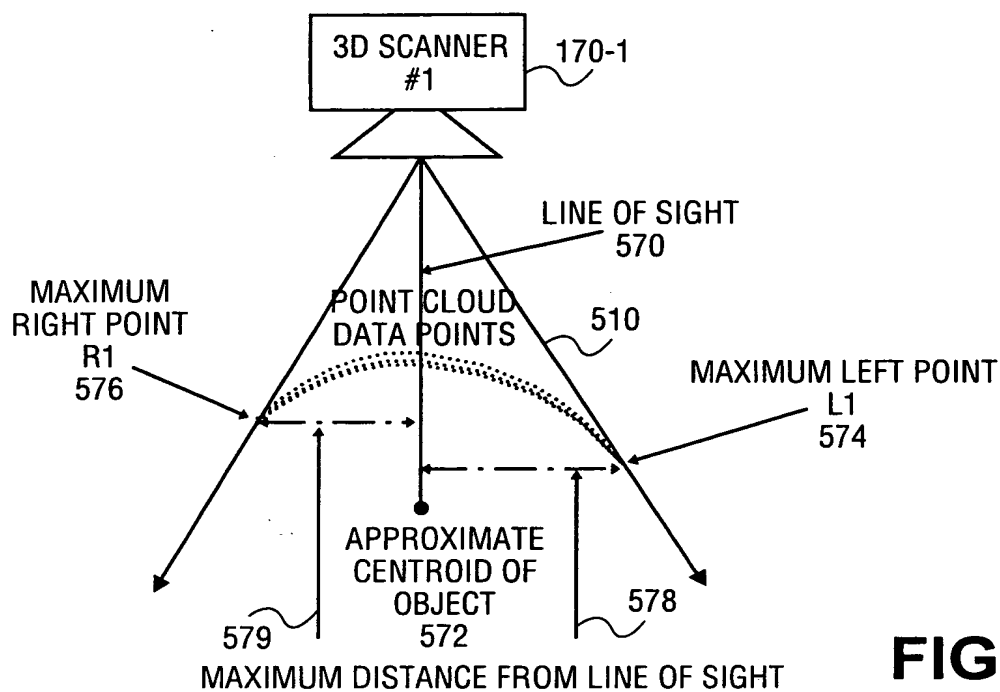 3D SCANNER
#1
170-1
LINE OF SIGHT
570
MAXIMUM
RIGHT POINT
R1
576
POINT CLOUD
DATA POINTS
510
MAXIMUM LEFT POINT
L1
574
APPROXIMATE
CENTROID OF
OBJECT
572
579
578
MAXIMUM DISTANCE FROM LINE OF SIGHT
FIG